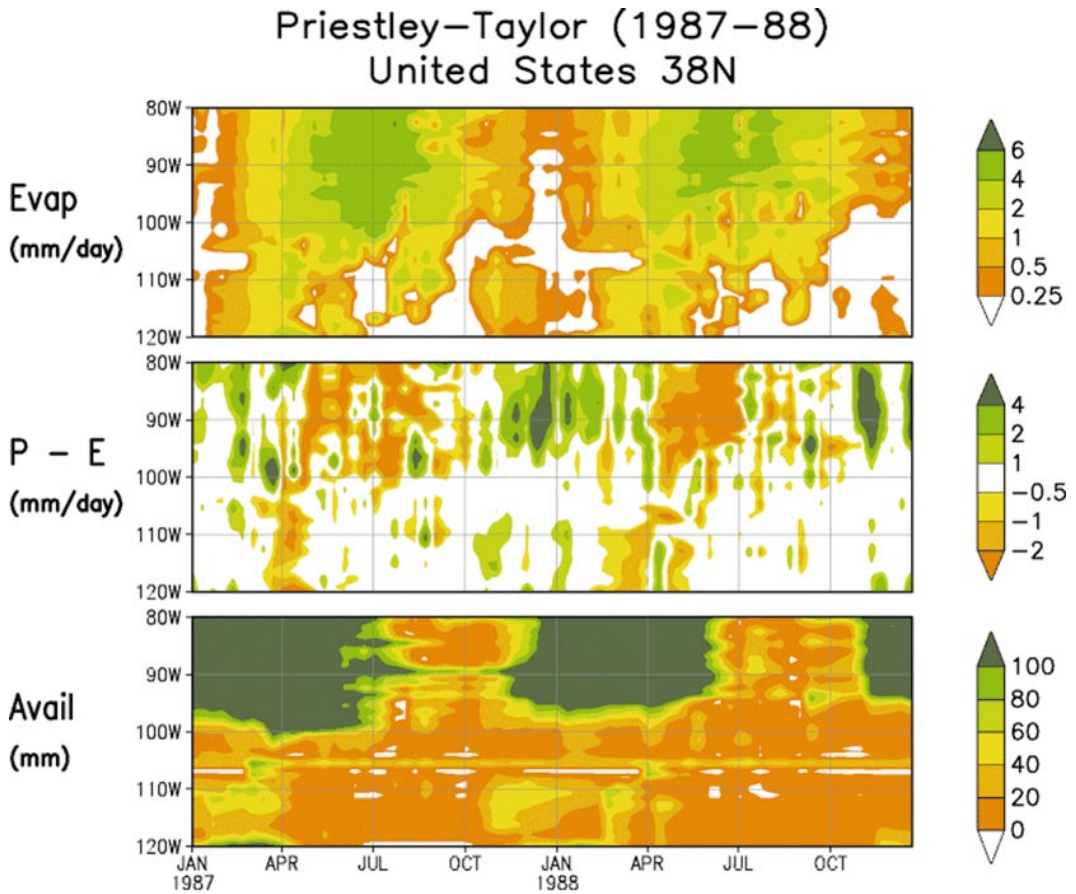 Priestley–Taylor (1987–88)
United States 38N
Evap
(mm/day)
80W
90W
100W
110W
120W
6
4
2
1
0.5
0.25
P – E
(mm/day)
80W
90W
100W
110W
120W
4
2
1
−0.5
−1
−2
Avail
(mm)
80W
90W
100W
110W
120W
100
80
60
40
20
0
JAN APR JUL OCT JAN APR JUL OCT
1987 1988